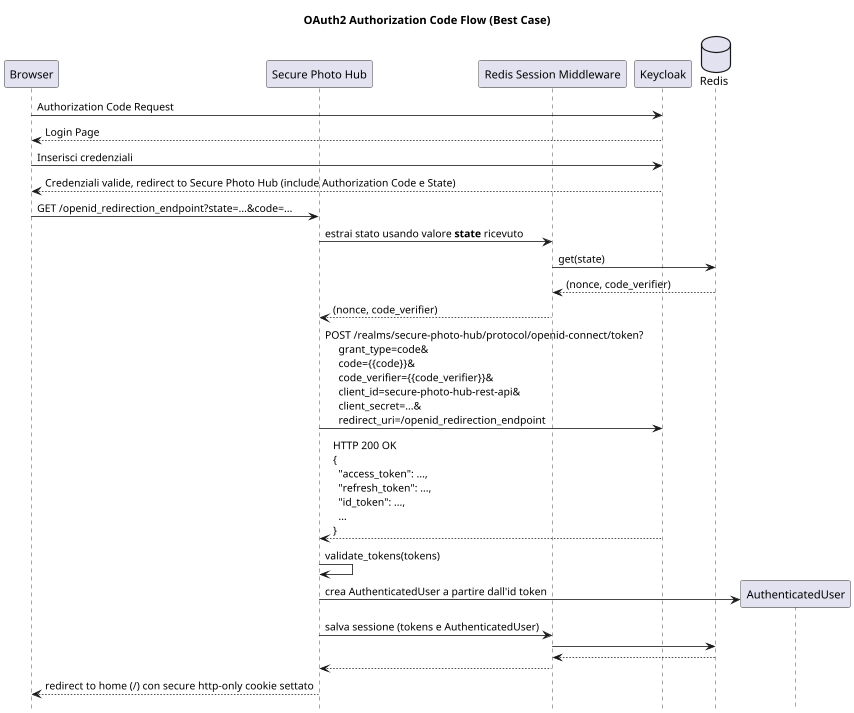 OAuth2 Authorization Code Flow (Best Case)
Browser
Secure Photo Hub
Redis Session Middleware
Keycloak
Redis
Authorization Code Request
Login Page
Inserisci credenziali
Credenziali valide, redirect to Secure Photo Hub (include Authorization Code e State)
GET /openid_redirection_endpoint?state=...&code=...
estrai stato usando valore state ricevuto
get(state)
(nonce, code_verifier)
(nonce, code_verifier)
POST /realms/secure-photo-hub/protocol/openid-connect/token?
grant_type=code&
code={{code}}&
code_verifier={{code_verifier}}&
client_id=secure-photo-hub-rest-api&
client_secret=...&
redirect_uri=/openid_redirection_endpoint
HTTP 200 OK
{
"access_token": ...,
"refresh_token": ...,
"id_token": ...,
...
}
validate_tokens(tokens)
crea AuthenticatedUser a partire dall'id token
AuthenticatedUser
salva sessione (tokens e AuthenticatedUser)
redirect to home (/) con secure http-only cookie settato